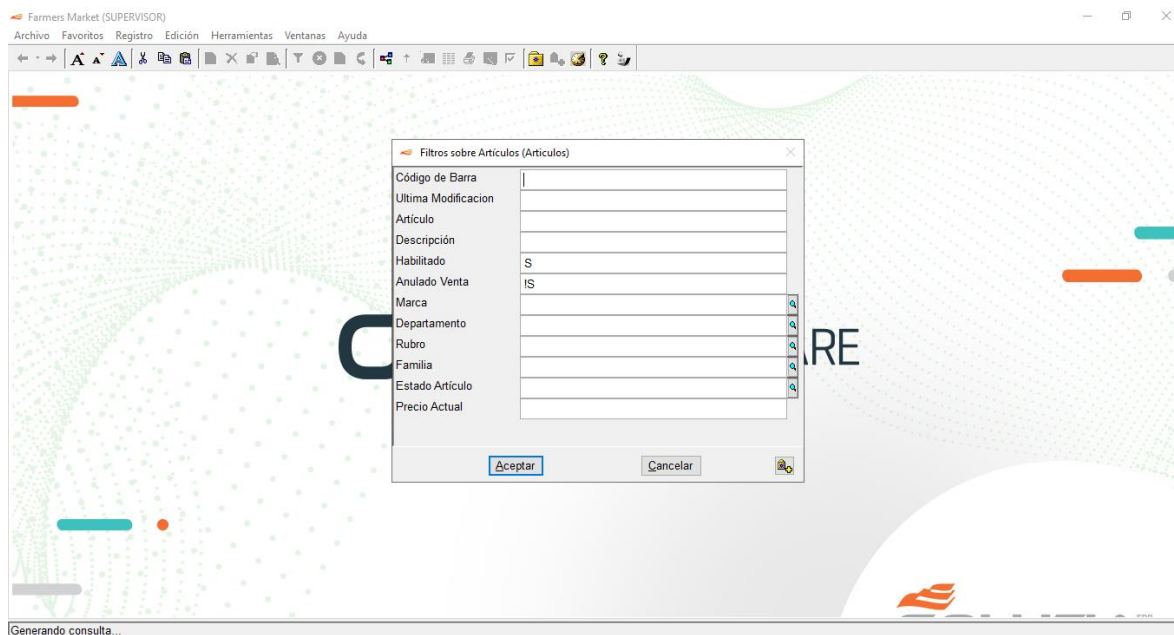 Farmers Market (SUPERVISOR)
Archivo Favoritos Registro Edición Herramientas Ventanas Ayuda
Filtros sobre Artículos (Articulos)
Código de Barra
Ultima Modificacion
Artículo
Descripción
Habilitado S
Anulado Venta !S
Marca
Departamento
Rubro
Familia
Estado Artículo
Precio Actual
Aceptar Cancelar
RE
Generando consulta...